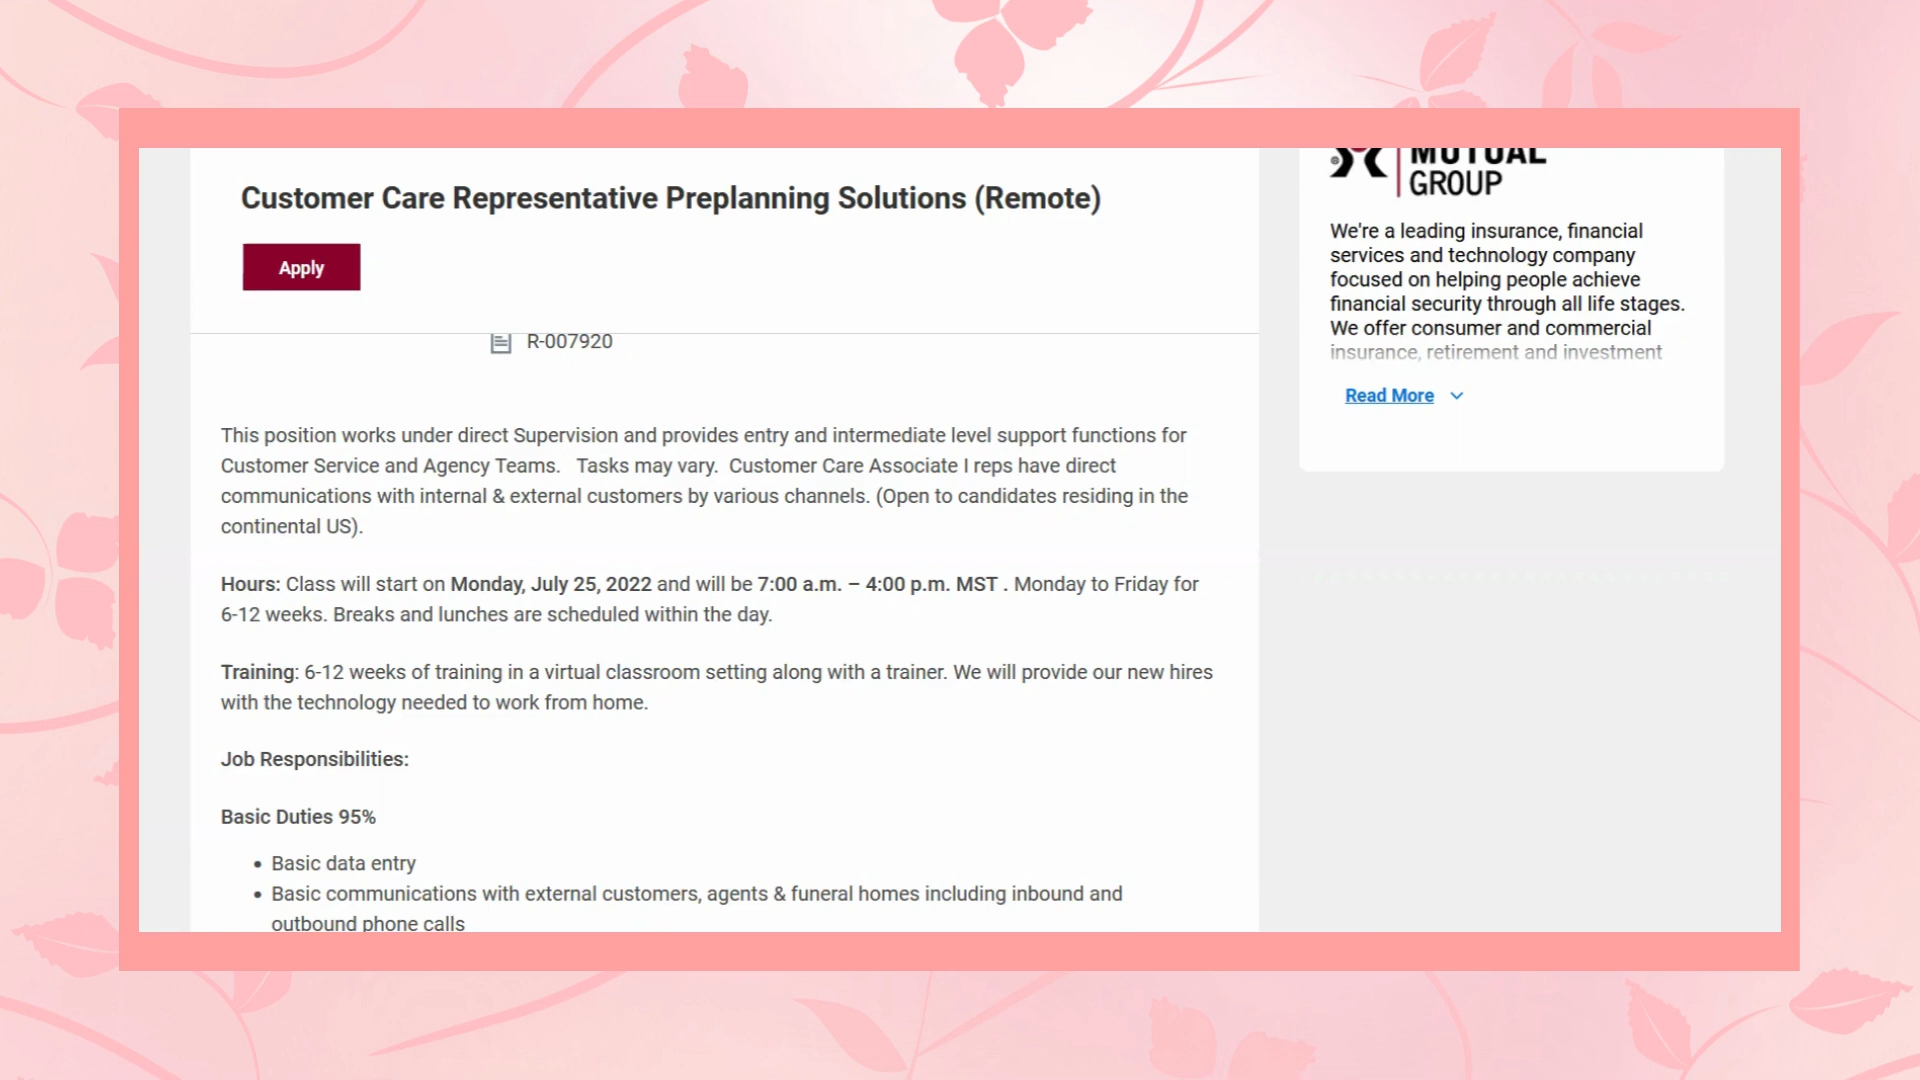 Customer Care Representative Preplanning Solutions (Remote)
Apply
R-007920
This position works under direct Supervision and provides entry and intermediate level support functions for
Customer Service and Agency Teams.   Tasks may vary.  Customer Care Associate I reps have direct
communications with internal & external customers by various channels. (Open to candidates residing in the
continental US).
Hours: Class will start on Monday, July 25, 2022 and will be 7:00 a.m. – 4:00 p.m. MST . Monday to Friday for
6-12 weeks. Breaks and lunches are scheduled within the day.
Training: 6-12 weeks of training in a virtual classroom setting along with a trainer. We will provide our new hires
with the technology needed to work from home.
Job Responsibilities:
Basic Duties 95%
• Basic data entry
• Basic communications with external customers, agents & funeral homes including inbound and
outbound phone calls
MUTUAL
GROUP
We're a leading insurance, financial
services and technology company
focused on helping people achieve
financial security through all life stages.
We offer consumer and commercial
insurance, retirement and investment
Read More